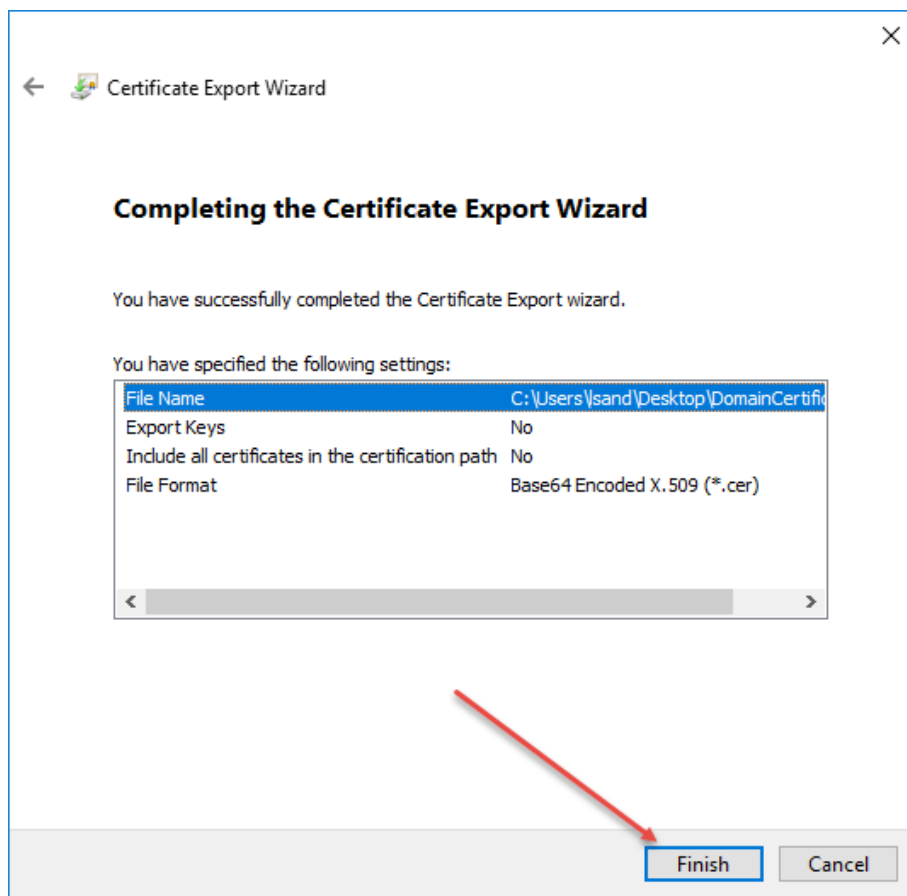 Certificate Export Wizard
Completing the Certificate Export Wizard
You have successfully completed the Certificate Export wizard.
You have specified the following settings:
File Name C:\Users\lsand\Desktop\DomainCertific
Export Keys No
Include all certificates in the certification path No
File Format Base64 Encoded X.509 (*.cer)
Finish Cancel